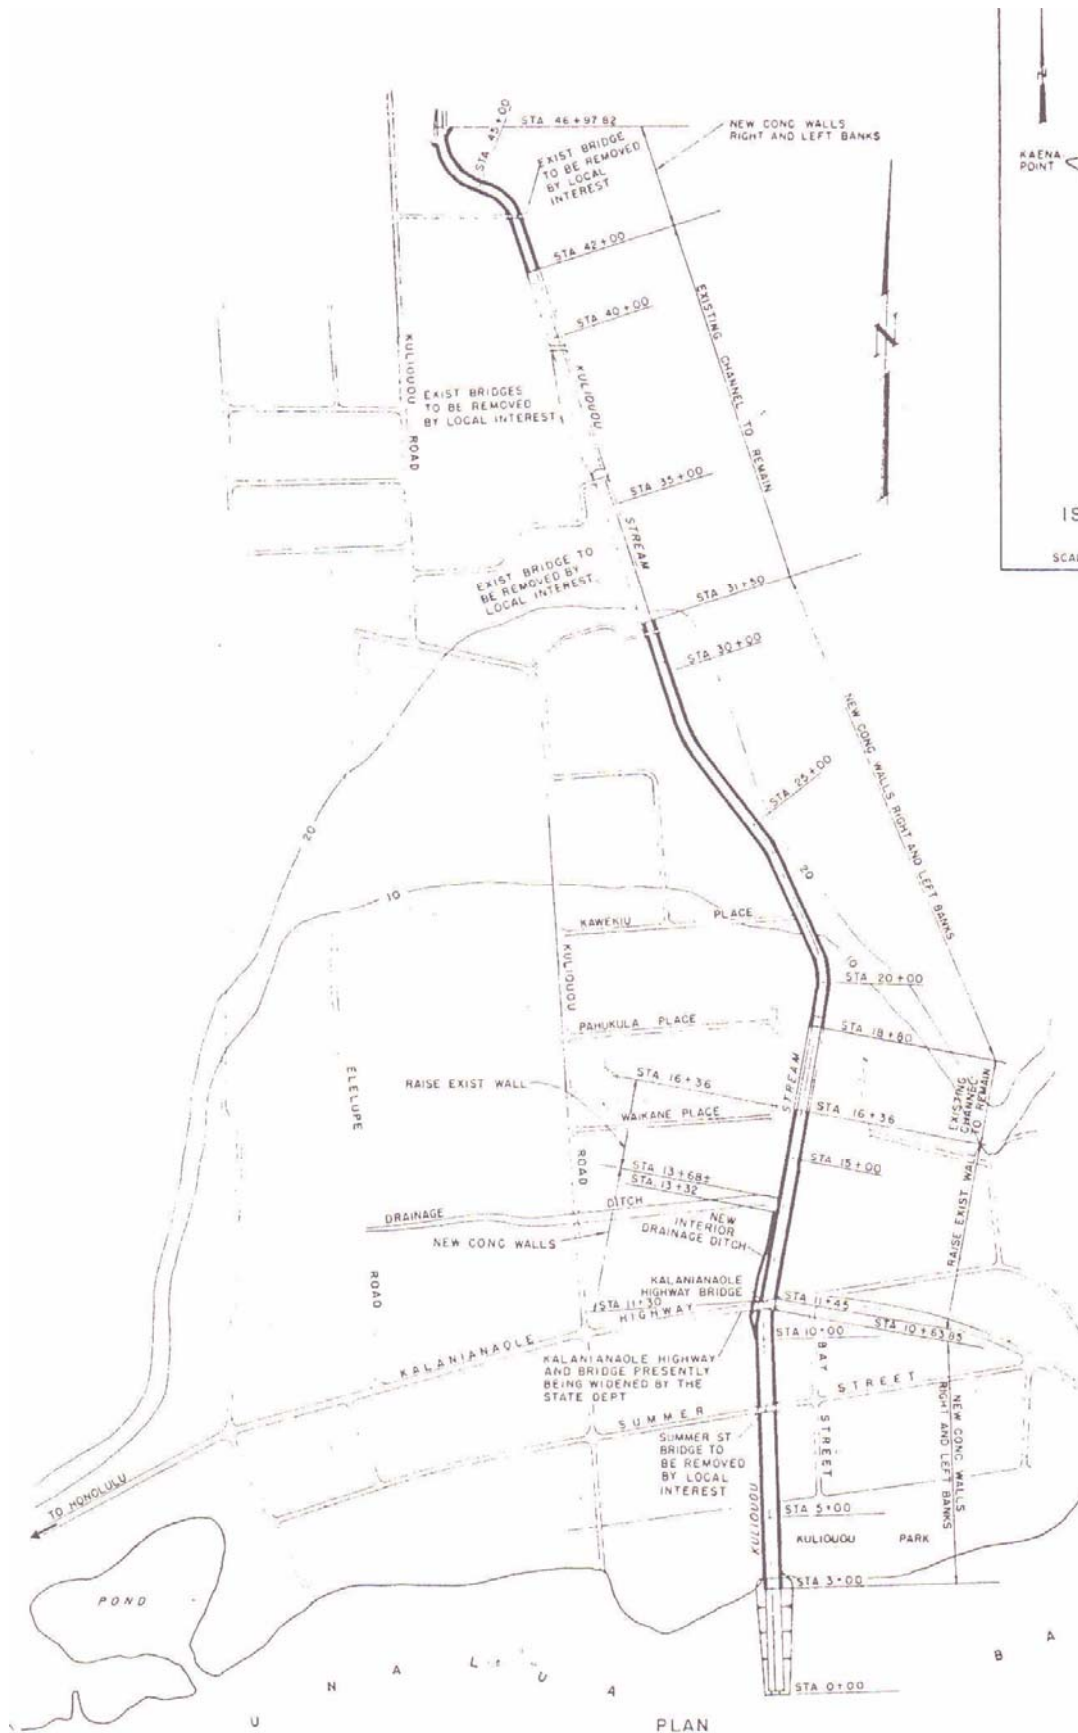 N
KAENA
POINT
STA 45+00
STA 46+97.82
NEW CONC WALLS
RIGHT AND LEFT BANKS
EXIST BRIDGE
TO BE REMOVED
BY LOCAL
INTEREST
STA 42+00
STA 40+00
EXISTING CHANNEL TO REMAIN
N
KULIOUOU
ROAD
EXIST BRIDGES
TO BE REMOVED
BY LOCAL INTEREST
KULIOUOU
STREAM
STA 35+00
EXIST BRIDGE TO
BE REMOVED BY
LOCAL INTEREST
STA 31+50
STA 30+00
NEW CONC WALLS RIGHT AND LEFT BANKS
STA 25+00
20
20
10
10
KAWEKIU PLACE
KULIOUOU
ROAD
STA 20+00
PAHUKULA PLACE
STA 18+80
STREAM
ELELUPE
ROAD
RAISE EXIST WALL
STA 16+36
STA 16+36
WAIKANE PLACE
EXISTING
CHANNEL
TO REMAIN
STA 15+00
STA 13+68±
STA 13+32
DRAINAGE DITCH
NEW
INTERIOR
DRAINAGE DITCH
NEW CONC WALLS
RAISE EXIST WALL
KALANIANAOLE
HIGHWAY BRIDGE
STA 11+30
STA 11+45
KALANIANAOLE HIGHWAY
STA 10+63.85
STA 10+00
KALANIANAOLE HIGHWAY
AND BRIDGE PRESENTLY
BEING WIDENED BY THE
STATE DEPT
BAY STREET
SUMMER STREET
SUMMER ST
BRIDGE TO
BE REMOVED
BY LOCAL
INTEREST
NEW CONC WALLS
RIGHT AND LEFT BANKS
TO HONOLULU
STA 5+00
KULIOUOU
KULIOUOU PARK
STA 3+00
POND
STA 0+00
PLAN